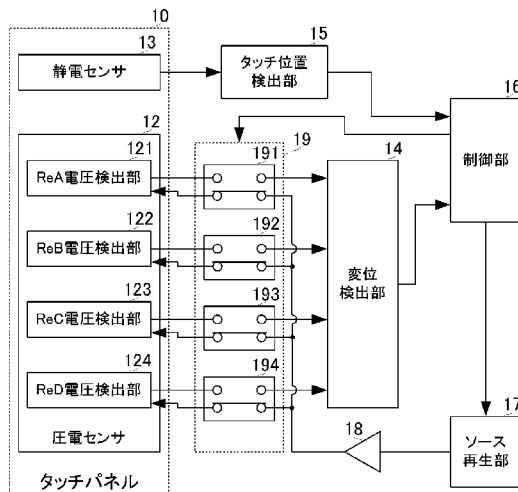 10
13
静電センサ
15
タッチ位置
検出部
16
制御部
12
121
ReA電圧検出部
122
ReB電圧検出部
123
ReC電圧検出部
124
ReD電圧検出部
圧電センサ
タッチパネル
19
191
192
193
194
14
変位
検出部
18
17
ソース
再生部